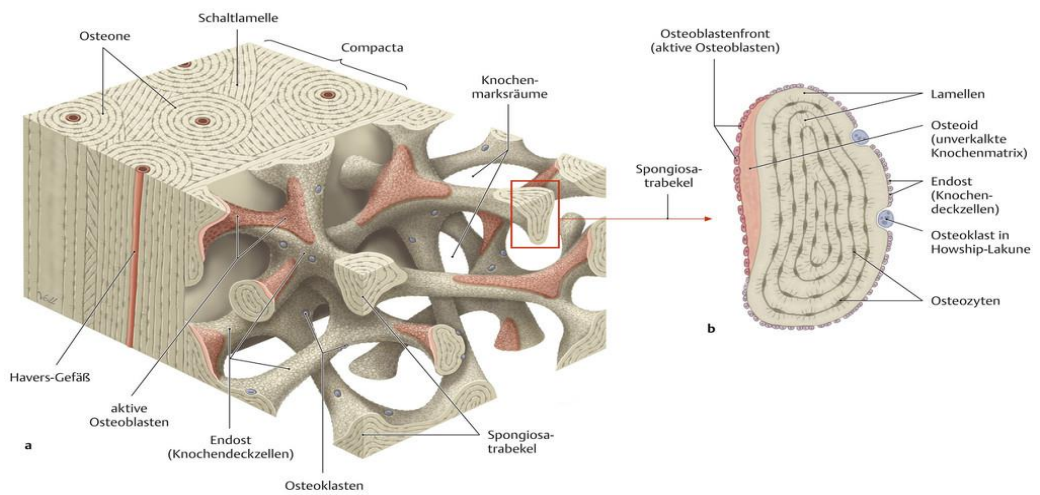 Schaltlamelle
Osteone
Compacta
Knochen-
marksräume
Havers-Gefäß
aktive
Osteoblasten
Endost
(Knochendeckzellen)
Osteoklasten
Spongiosa-
trabekel
a
Osteoblastenfront
(aktive Osteoblasten)
Spongiosa-
trabekel
Lamellen
Osteoid
(unverkalkte
Knochenmatrix)
Endost
(Knochen-
deckzellen)
Osteoklast in
Howship-Lakune
Osteozyten
b